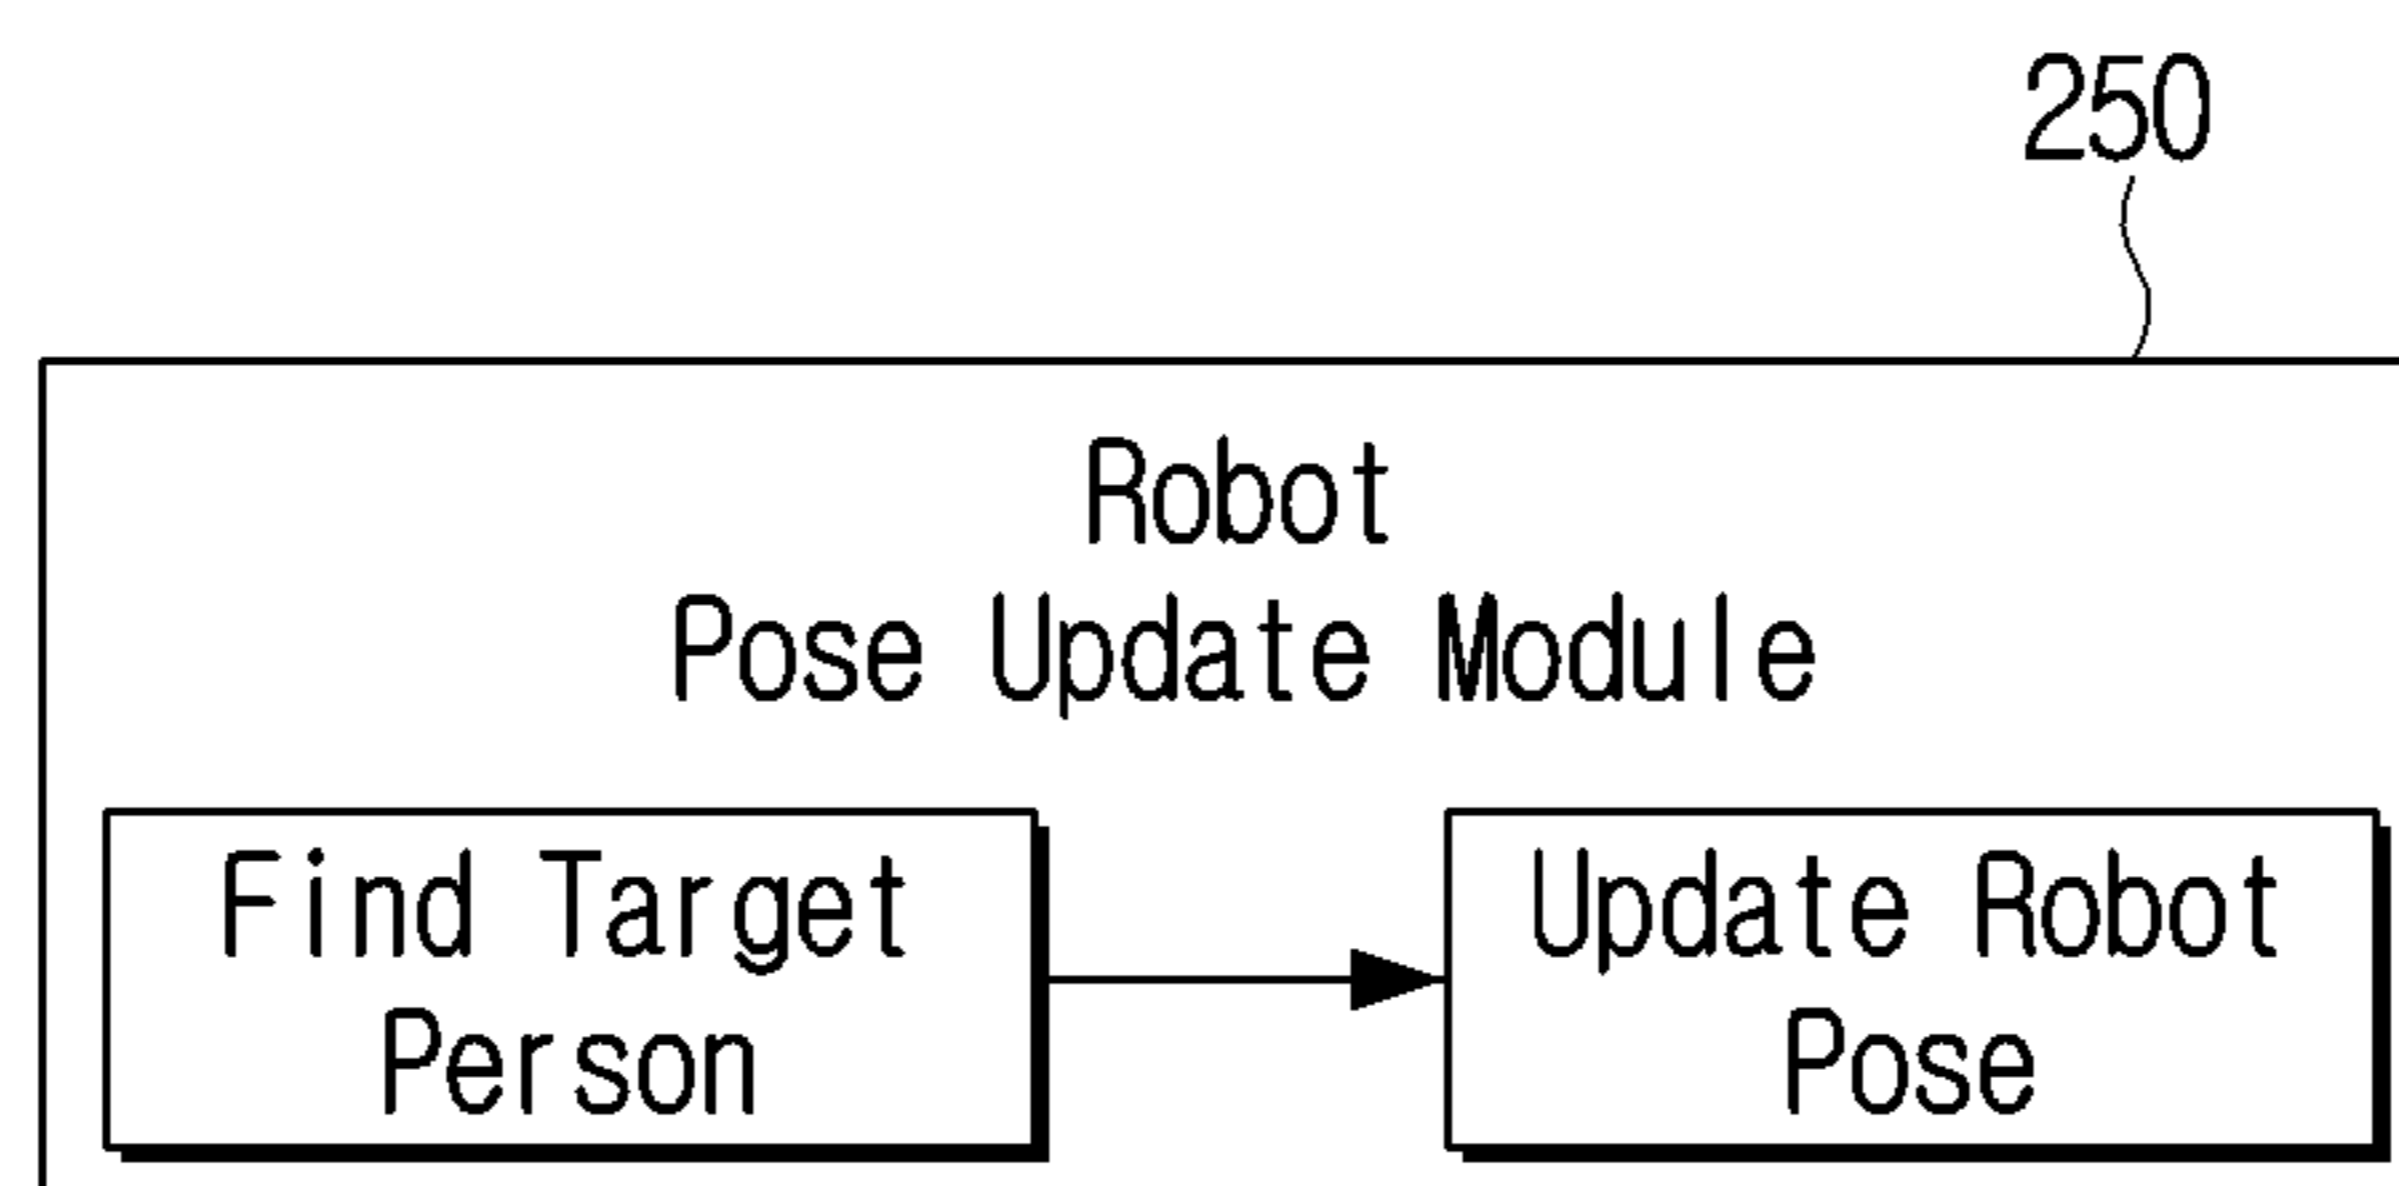 250
Robot
Pose Update Module
Find Target
Person
Update Robot
Pose